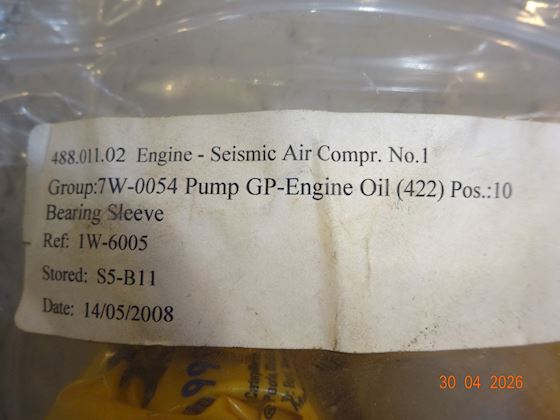 488.011.02 Engine - Seismic Air Compr. No.1
Group:7W-0054 Pump GP-Engine Oil (422) Pos.:10
Bearing Sleeve
Ref: 1W-6005
Stored: S5-B11
Date: 14/05/2008
30 04 2026